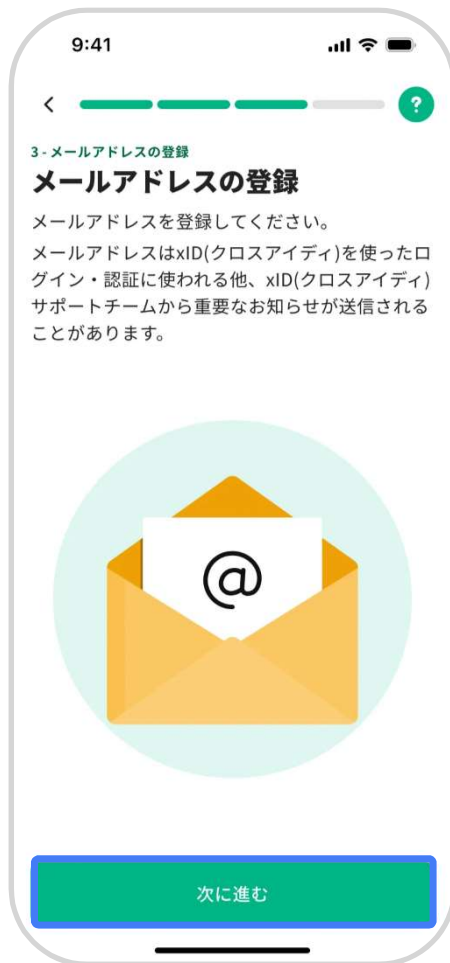 9:41
?
3-メールアドレスの登録
メールアドレスの登録
メールアドレスを登録してください。
メールアドレスはxID(クロスアイディ)を使ったロ
グイン・認証に使われる他、xID(クロスアイディ)
サポートチームから重要なお知らせが送信される
ことがあります。
@
次に進む